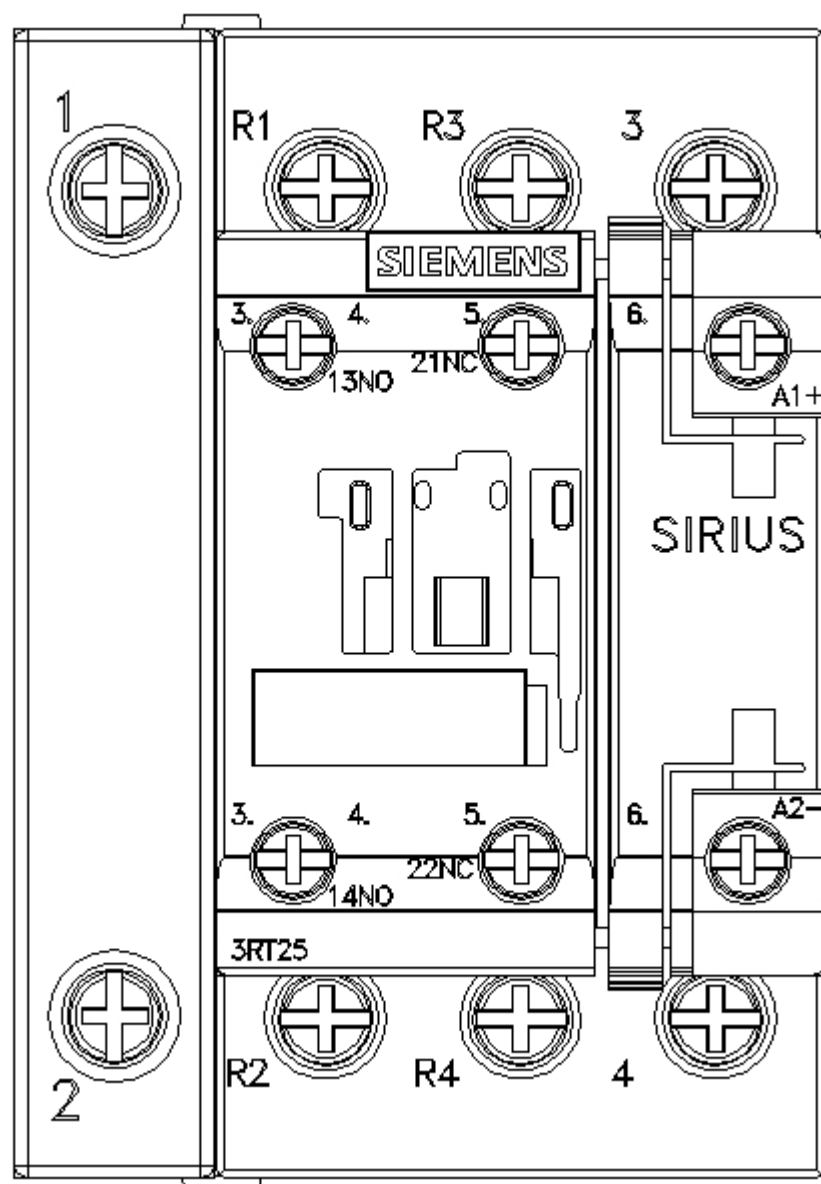 1 R1 R3 3
SIEMENS
3. 4. 5. 6.
13NO 21NC A1+
SIRIUS
3. 4. 5. 6. A2-
14NO 22NC
3RT25
2 R2 R4 4